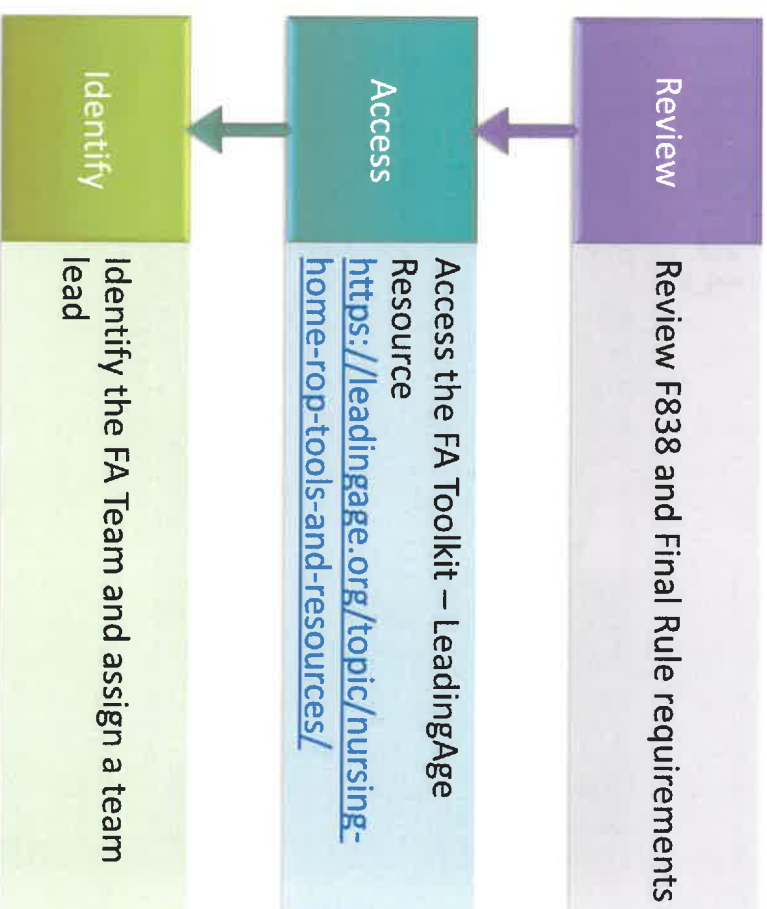 Review
Review F838 and Final Rule requirements
Access
Access the FA Toolkit – LeadingAge
Resource
https://leadingage.org/topic/nursing-
home-rop-tools-and-resources/
Identify
Identify the FA Team and assign a team
lead